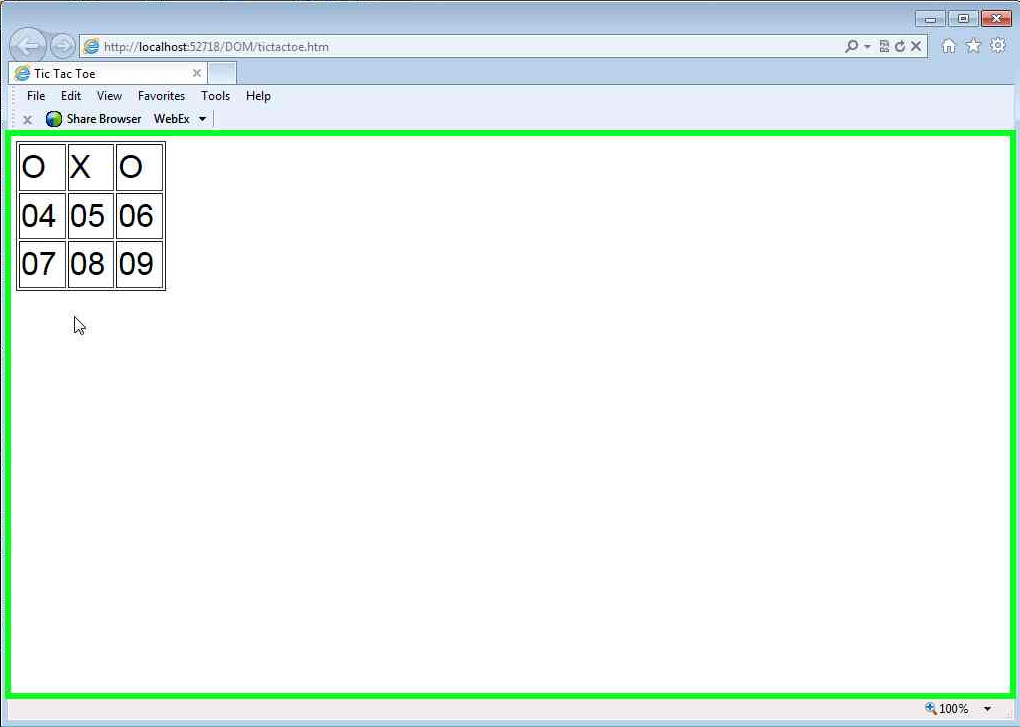 http://localhost:52718/DOM/tictactoe.htm
Tic Tac Toe
File Edit View Favorites Tools Help
Share Browser WebEx
O X O
04 05 06
07 08 09
100%